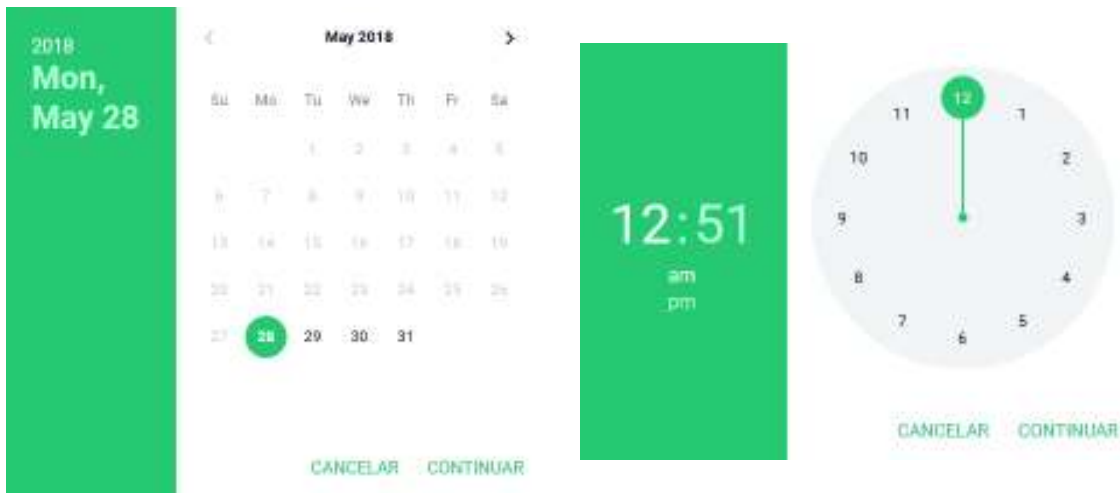 2018
Mon,
May 28
May 2018
Su Mo Tu We Th Fr Sa
1 2 3 4 5
6 7 8 9 10 11 12
13 14 15 16 17 18 19
20 21 22 23 24 25 26
27 28 29 30 31
CANCELAR CONTINUAR
12:51
am
pm
12
11 1
10 2
9 3
8 4
7 5
6
CANCELAR CONTINUAR